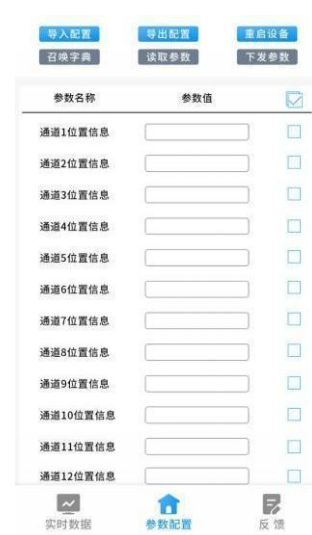 导入配置 导出配置 重启设备
召唤字典 读取参数 下发参数
参数名称 参数值
通道1位置信息
通道2位置信息
通道3位置信息
通道4位置信息
通道5位置信息
通道6位置信息
通道7位置信息
通道8位置信息
通道9位置信息
通道10位置信息
通道11位置信息
通道12位置信息
实时数据 参数配置 反馈